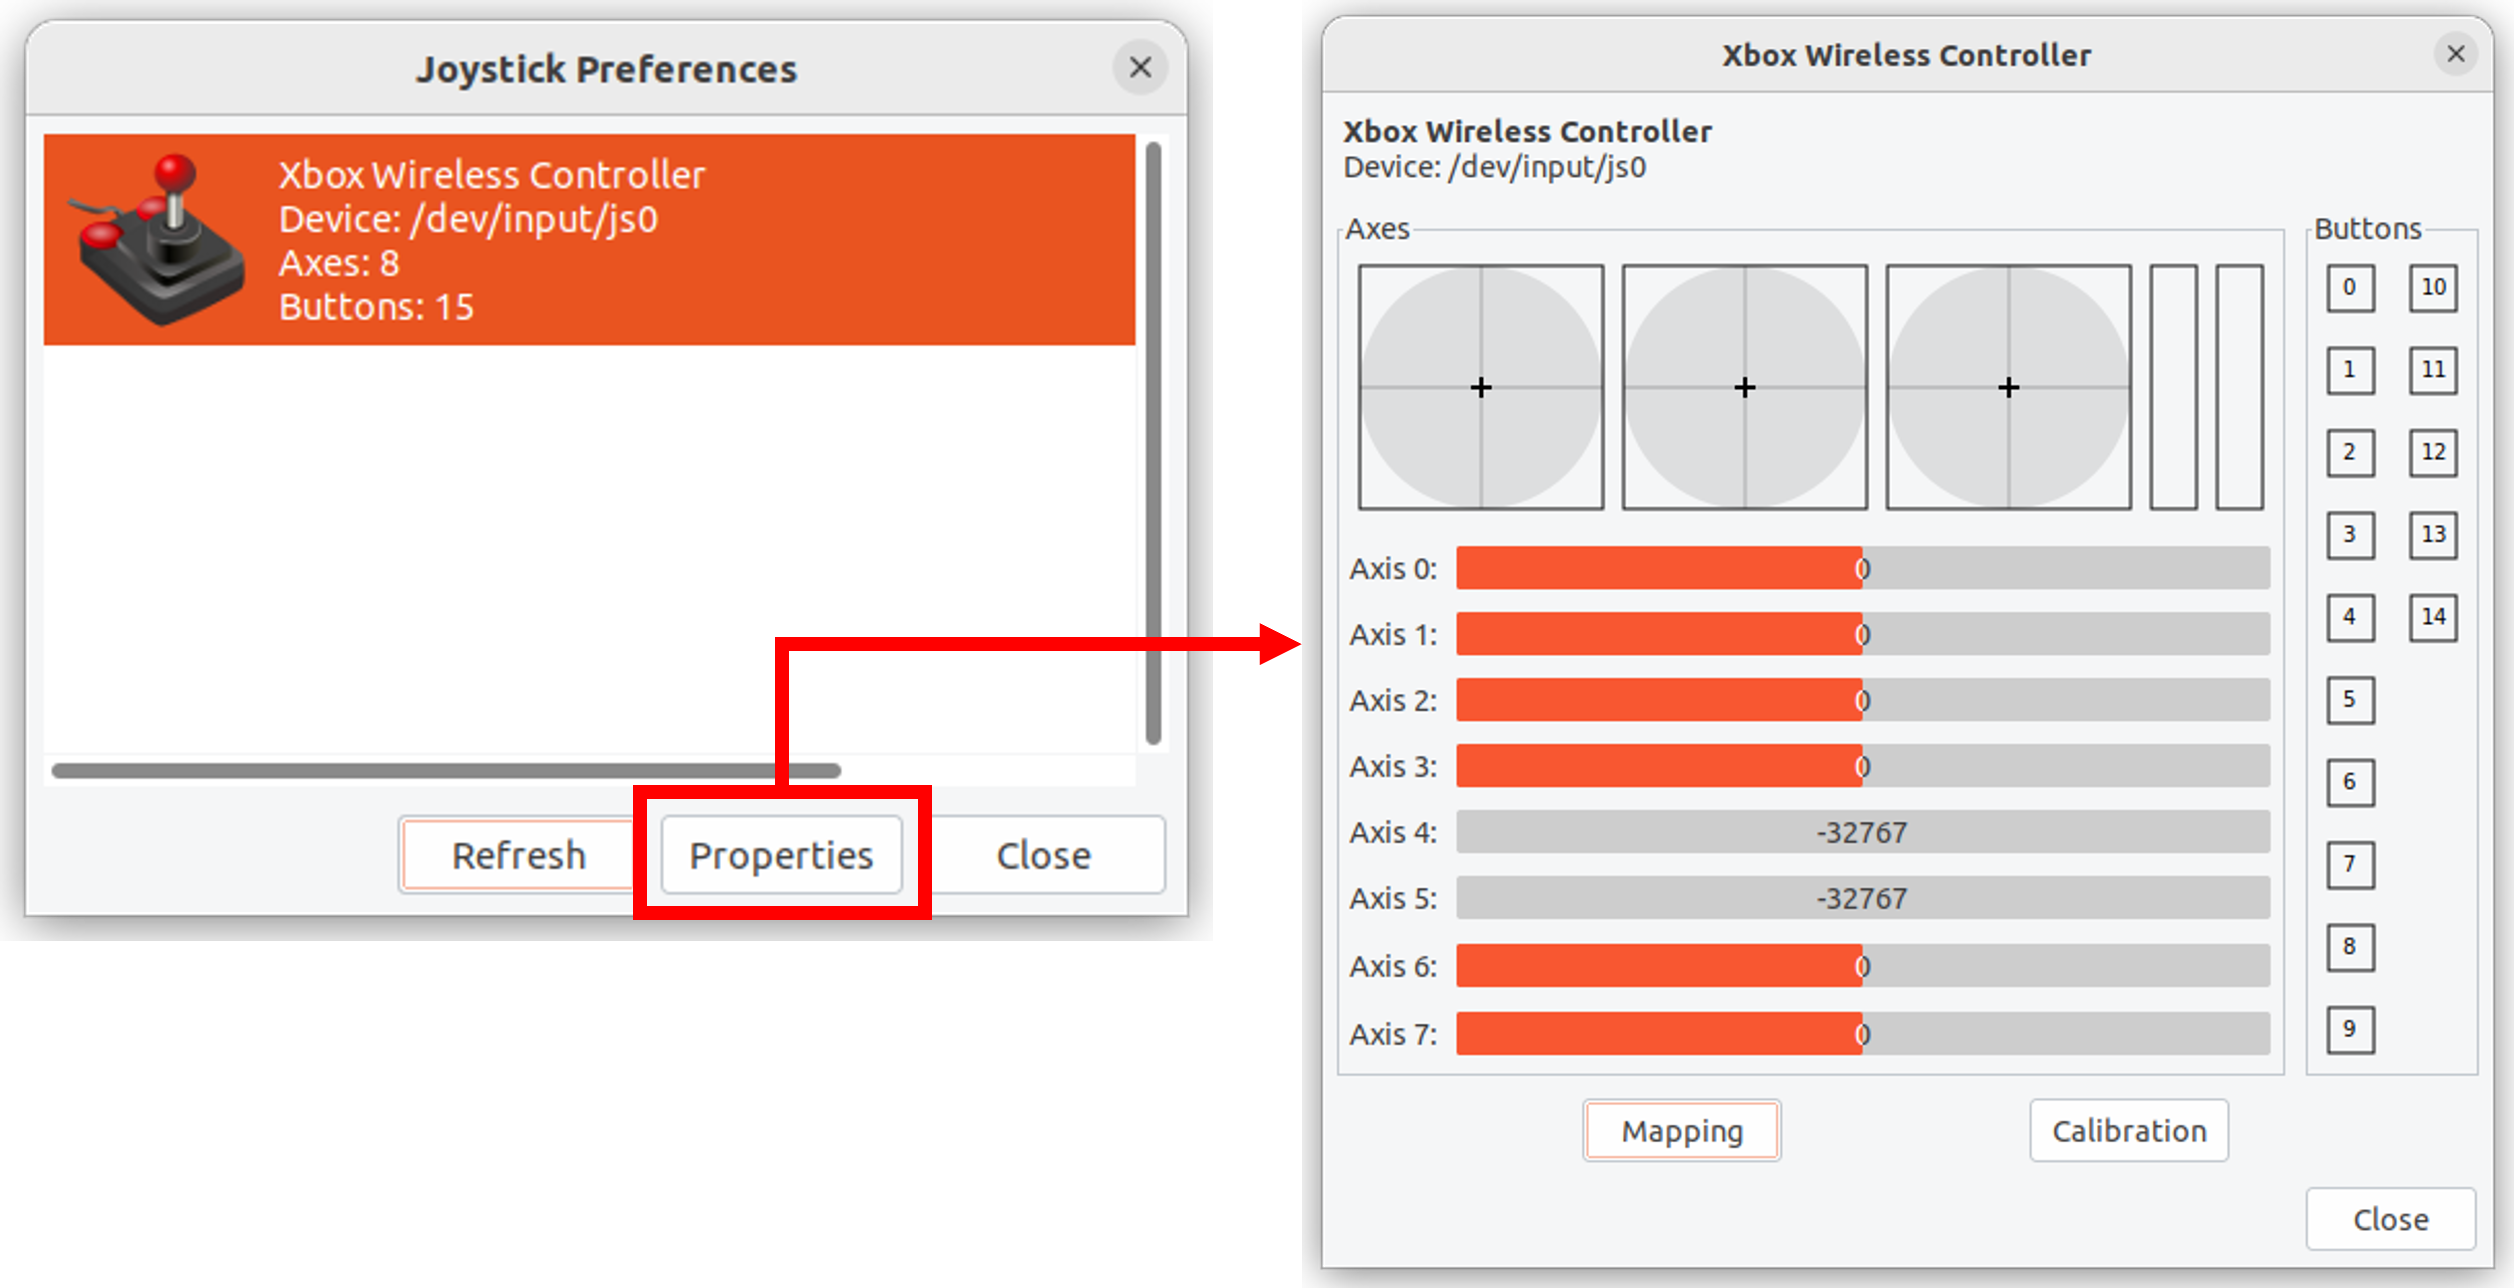 Joystick Preferences
Xbox Wireless Controller
Device: /dev/input/js0
Axes: 8
Buttons: 15
Refresh
Properties
Close
Xbox Wireless Controller
Xbox Wireless Controller
Device: /dev/input/js0
Axes
Axis 0: 0
Axis 1: 0
Axis 2: 0
Axis 3: 0
Axis 4: -32767
Axis 5: -32767
Axis 6: 0
Axis 7: 0
Buttons
0 10
1 11
2 12
3 13
4 14
5
6
7
8
9
Mapping
Calibration
Close